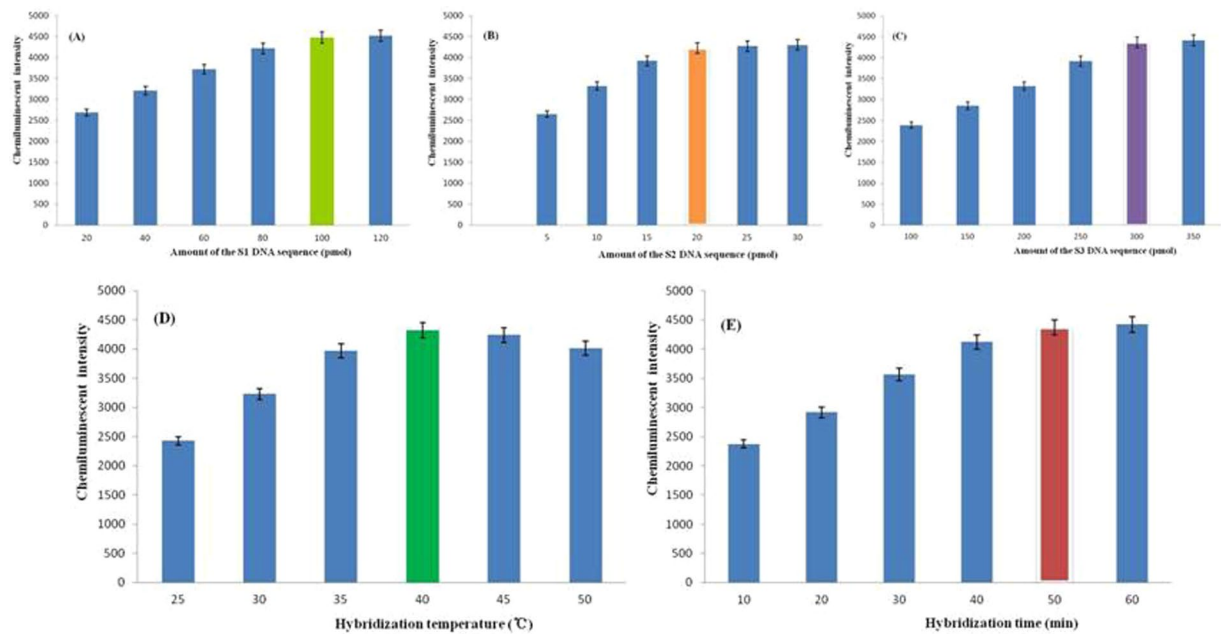 (A)
Chemiluminescent intensity
5000
4500
4000
3500
3000
2500
2000
1500
1000
500
0
20 40 60 80 100 120
Amount of the S1 DNA sequence (pmol)
(B)
Chemiluminescent intensity
5000
4500
4000
3500
3000
2500
2000
1500
1000
500
0
5 10 15 20 25 30
Amount of the S2 DNA sequence (pmol)
(C)
Chemiluminescent intensity
5000
4500
4000
3500
3000
2500
2000
1500
1000
500
0
100 150 200 250 300 350
Amount of the S3 DNA sequence (pmol)
(D)
Chemiluminescent intensity
5000
4500
4000
3500
3000
2500
2000
1500
1000
500
0
25 30 35 40 45 50
Hybridization temperature (℃)
(E)
Chemiluminescent intensity
5000
4500
4000
3500
3000
2500
2000
1500
1000
500
0
10 20 30 40 50 60
Hybridization time (min)